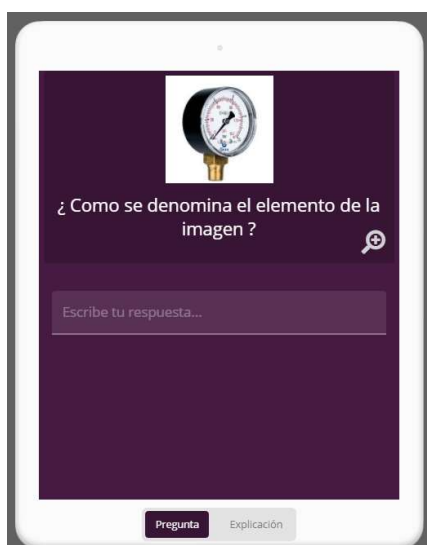 ¿ Como se denomina el elemento de la
imagen ?
Escribe tu respuesta...
Pregunta Explicación